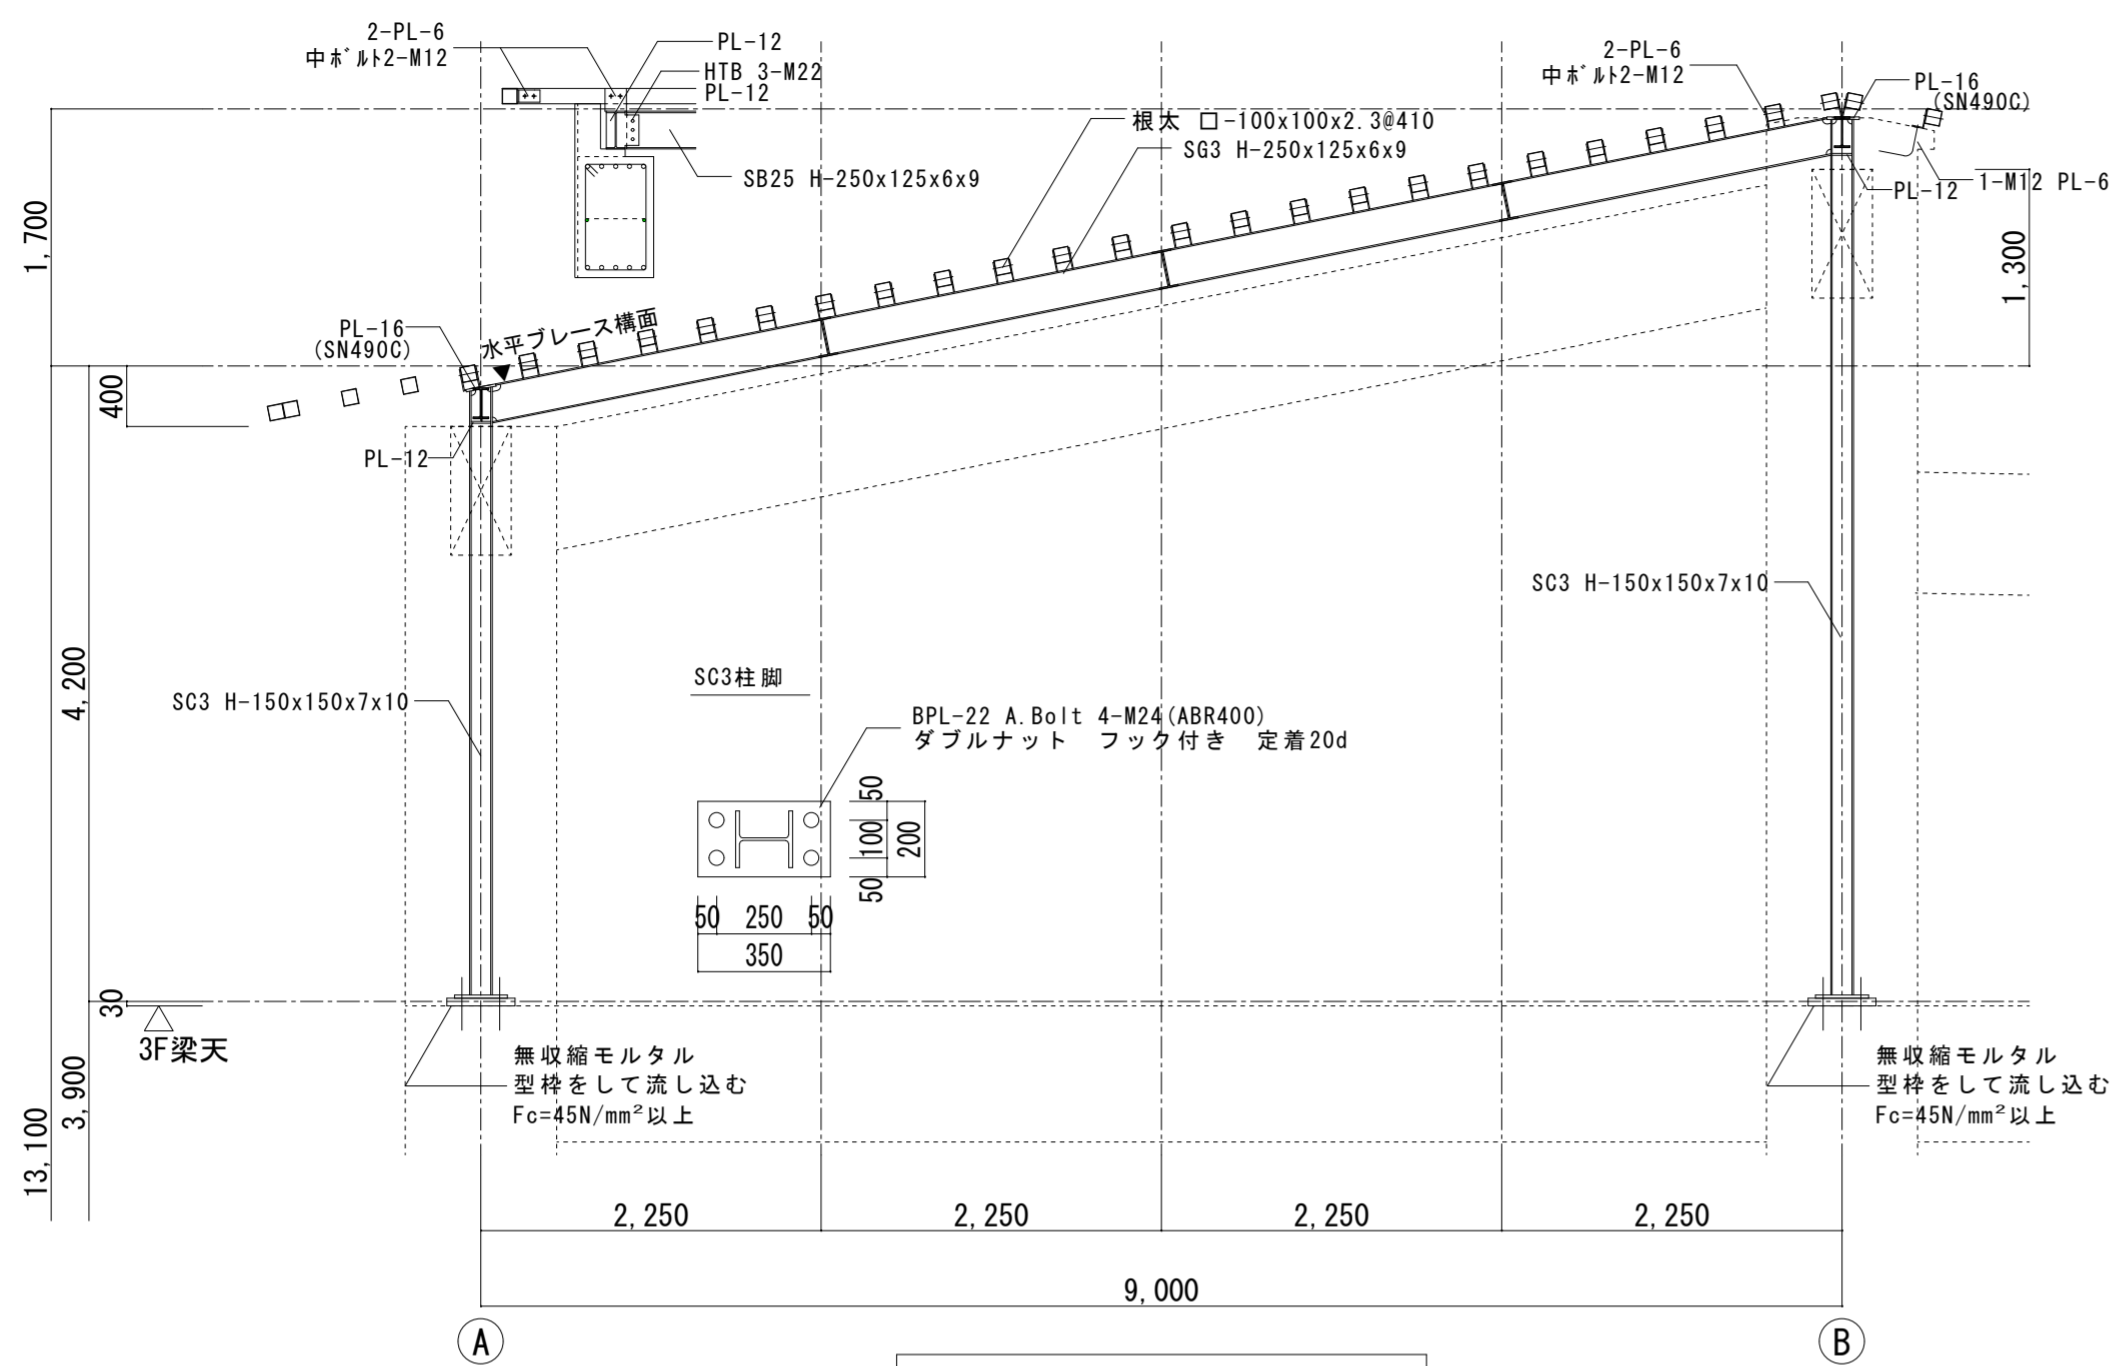 2-PL-6
中ボルト2-M12
PL-12
HTB 3-M22
PL-12
SB25 H-250x125x6x9
根太 口-100x100x2.3@410
SG3 H-250x125x6x9
2-PL-6
中ボルト2-M12
PL-16
(SN490C)
PL-12
1-M12 PL-6
1,300
1,700
PL-16
(SN490C)
水平ブレース構面
400
PL-12
4,200
SC3 H-150x150x7x10
SC3 H-150x150x7x10
SC3柱脚
BPL-22 A.Bolt 4-M24(ABR400)
ダブルナット フック付き 定着20d
50
100
50
200
50
250
50
350
30
3F梁天
3,900
13,100
無収縮モルタル
型枠をして流し込む
Fc=45N/mm²以上
無収縮モルタル
型枠をして流し込む
Fc=45N/mm²以上
2,250
2,250
2,250
2,250
9,000
A
B